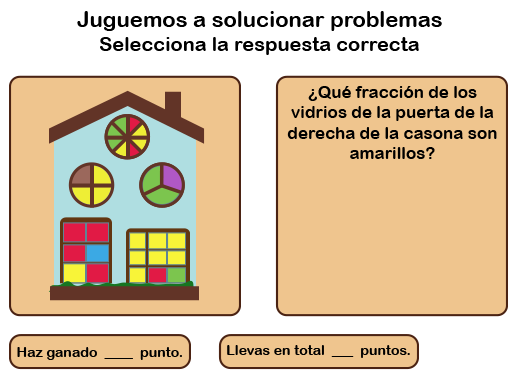 Juguemos a solucionar problemas
Selecciona la respuesta correcta
¿Qué fracción de los
vidrios de la puerta de la
derecha de la casona son
amarillos?
Haz ganado ____ punto.
Llevas en total ___ puntos.